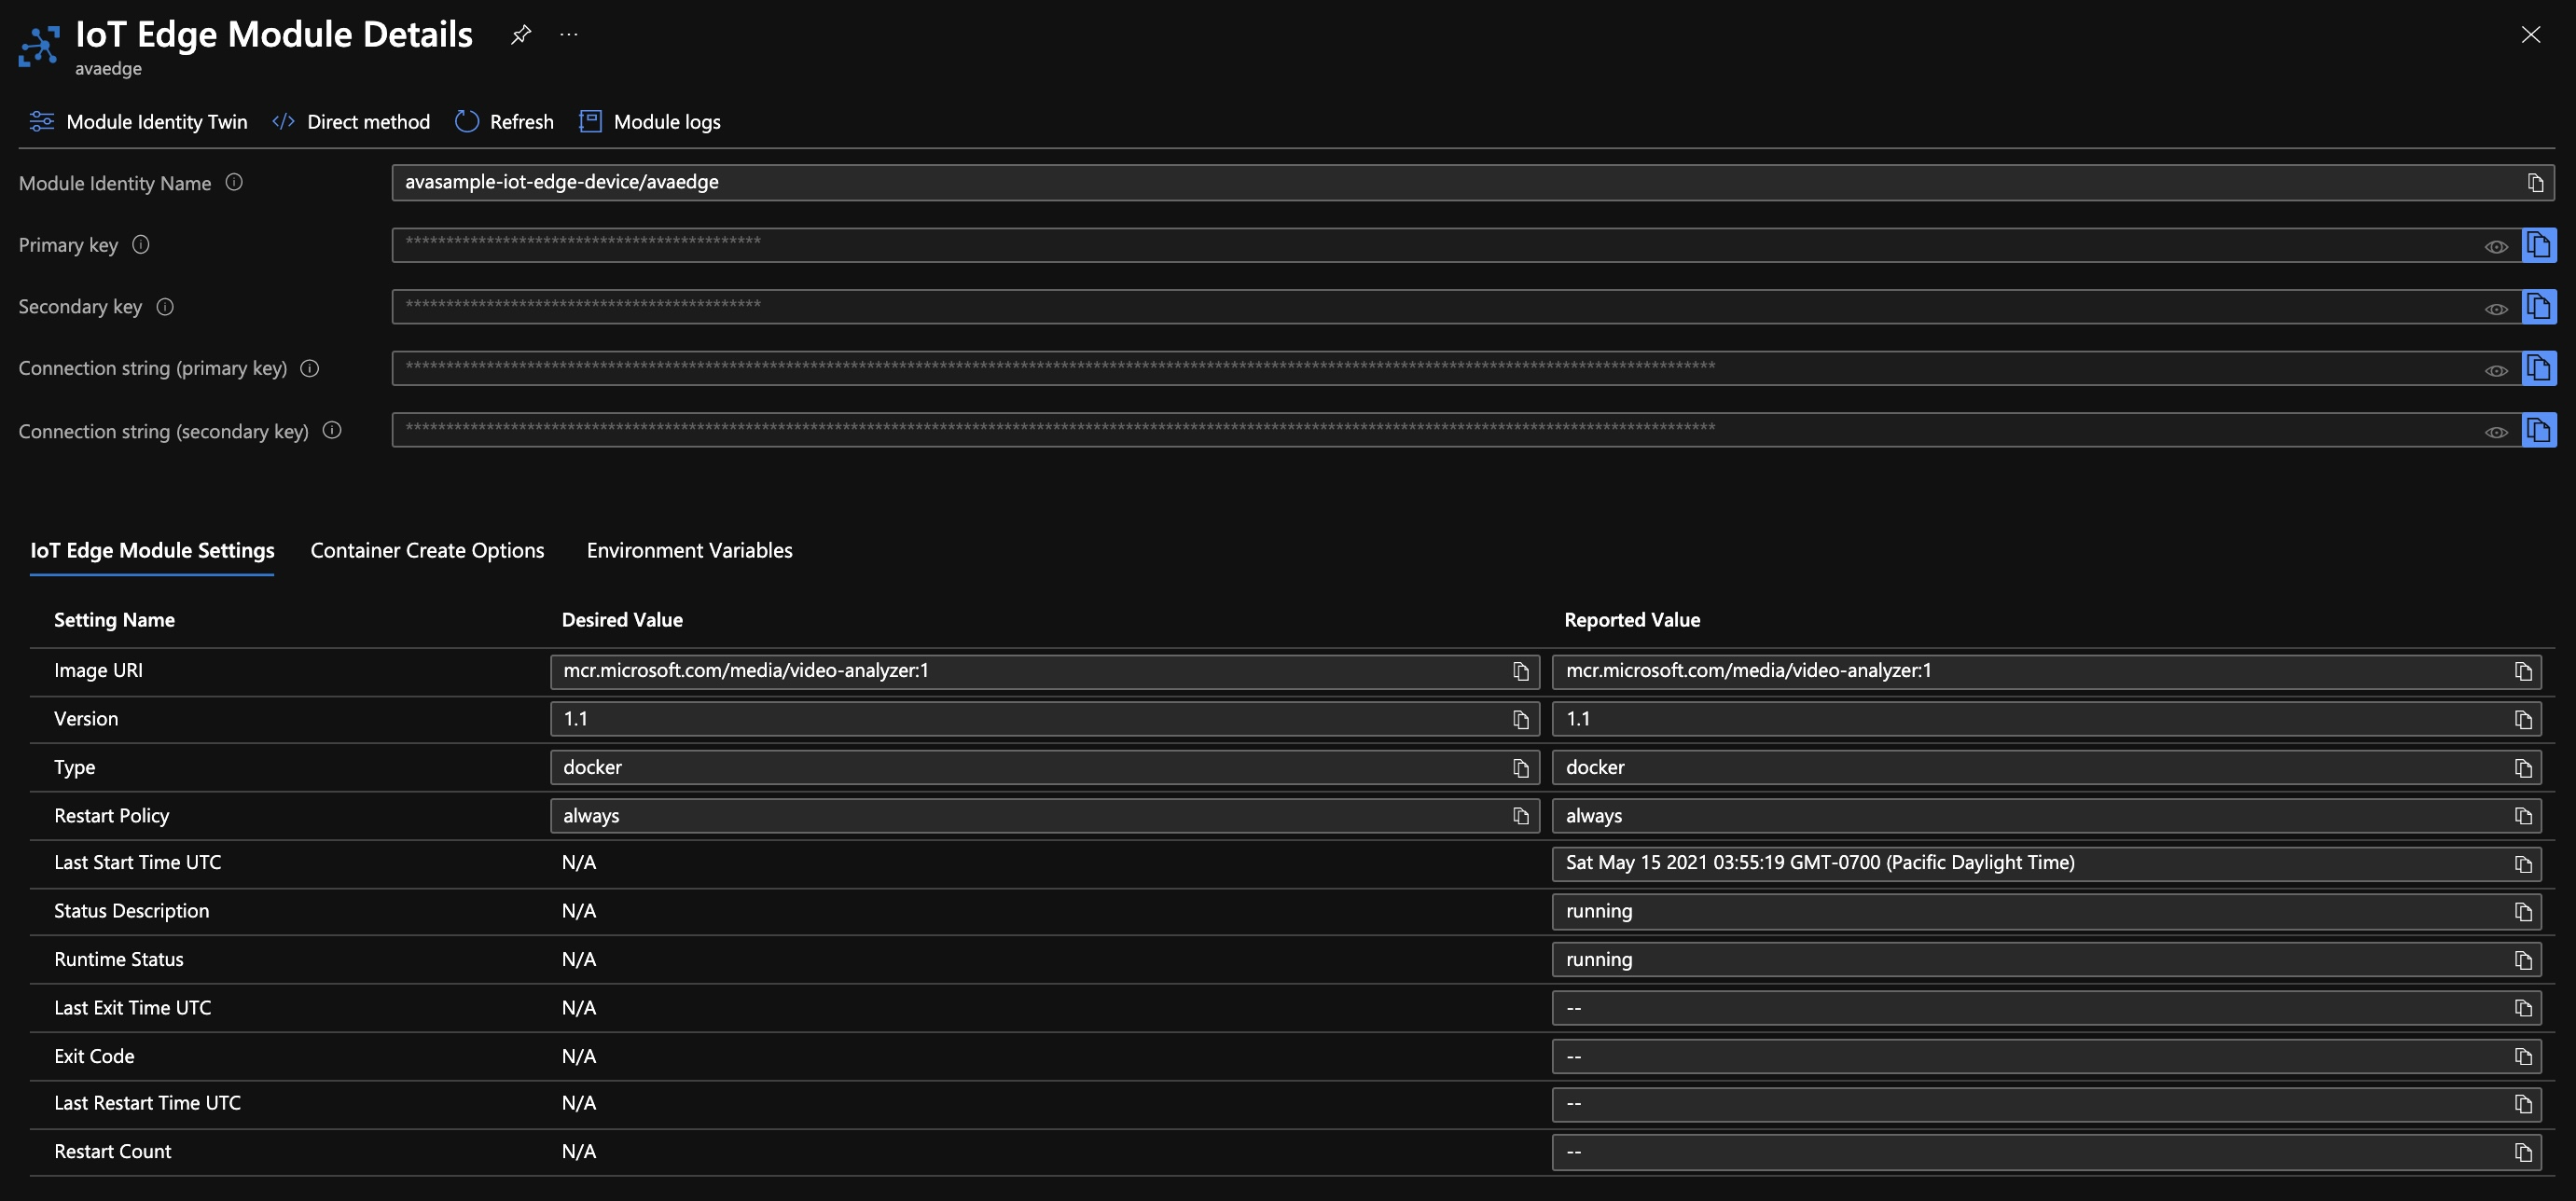 IoT Edge Module Details
avaedge
Module Identity Twin </> Direct method Refresh Module logs
Module Identity Name avasample-iot-edge-device/avaedge
Primary key
Secondary key
Connection string (primary key)
Connection string (secondary key)
IoT Edge Module Settings Container Create Options Environment Variables
Setting Name Desired Value Reported Value
Image URI mcr.microsoft.com/media/video-analyzer:1 mcr.microsoft.com/media/video-analyzer:1
Version 1.1 1.1
Type docker docker
Restart Policy always always
Last Start Time UTC N/A Sat May 15 2021 03:55:19 GMT-0700 (Pacific Daylight Time)
Status Description N/A running
Runtime Status N/A running
Last Exit Time UTC N/A --
Exit Code N/A --
Last Restart Time UTC N/A --
Restart Count N/A --